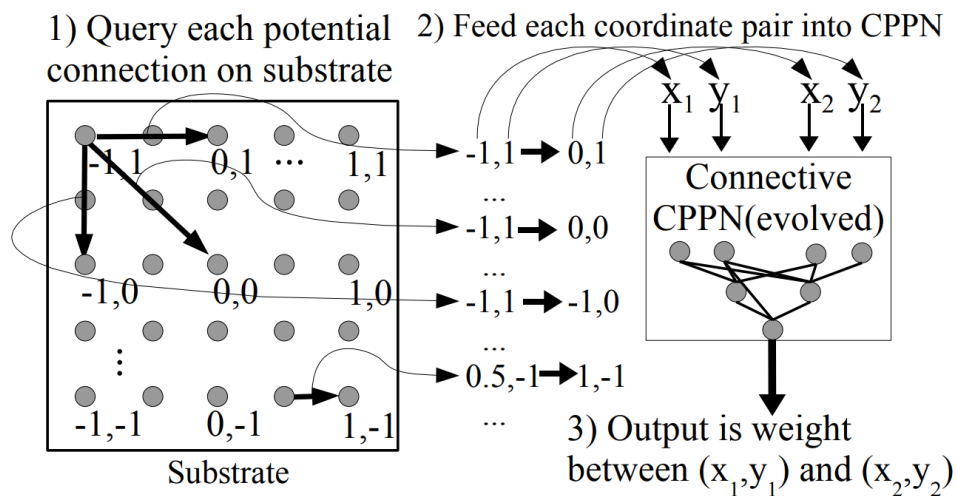 1) Query each potential
connection on substrate
-1,1 0,1 ... 1,1
-1,0 0,0 1,0
...
-1,-1 0,-1 1,-1
Substrate
2) Feed each coordinate pair into CPPN
x₁ y₁ x₂ y₂
-1,1 0,1
...
-1,1 0,0
...
-1,1 -1,0
...
0.5,-1 1,-1
...
Connective
CPPN(evolved)
3) Output is weight
between (x₁,y₁) and (x₂,y₂)